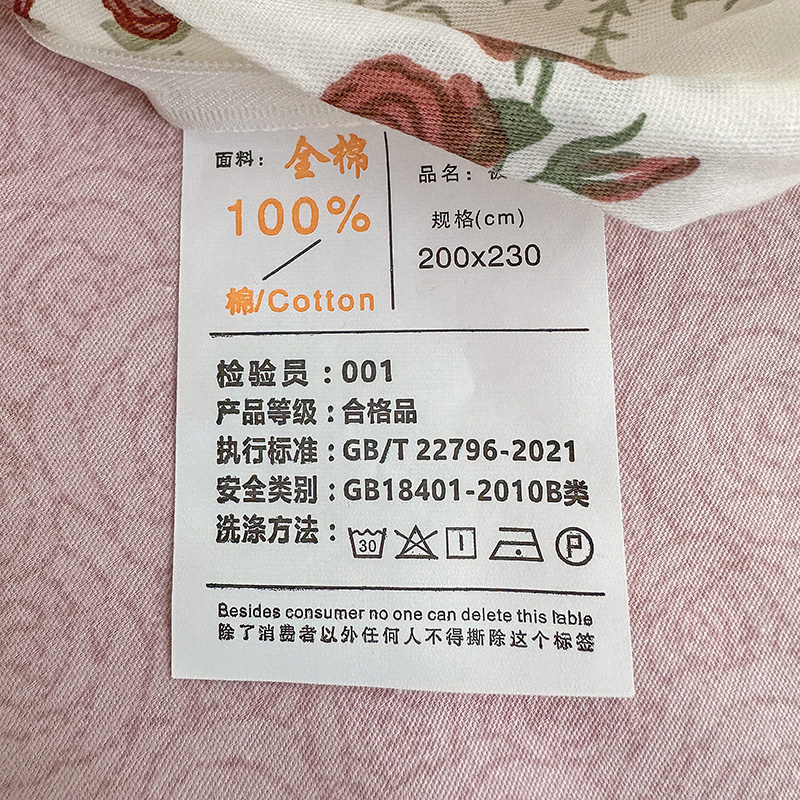 面料：全棉
100%
棉/Cotton
品名：
规格(cm)
200x230
检验员：001
产品等级：合格品
执行标准：GB/T 22796-2021
安全类别：GB18401-2010B类
洗涤方法：
30
P
Besides consumer no one can delete this lable
除了消费者以外任何人不得撕除这个标签